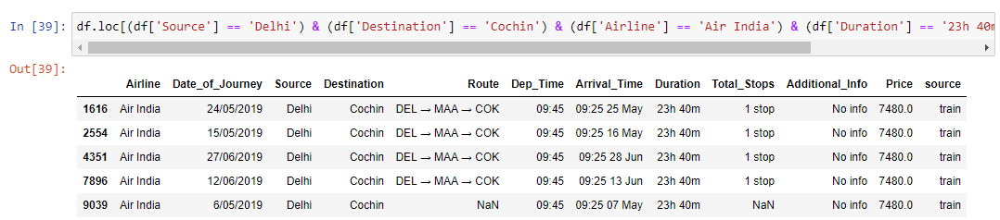 In [39]: df.loc[(df['Source'] == 'Delhi') & (df['Destination'] == 'Cochin') & (df['Airline'] == 'Air India') & (df['Duration'] == '23h 40m
Out[39]:
Airline Date_of_Journey Source Destination Route Dep_Time Arrival_Time Duration Total_Stops Additional_Info Price source
1616 Air India 24/05/2019 Delhi Cochin DEL → MAA → COK 09:45 09:25 25 May 23h 40m 1 stop No info 7480.0 train
2554 Air India 15/05/2019 Delhi Cochin DEL → MAA → COK 09:45 09:25 16 May 23h 40m 1 stop No info 7480.0 train
4351 Air India 27/06/2019 Delhi Cochin DEL → MAA → COK 09:45 09:25 28 Jun 23h 40m 1 stop No info 7480.0 train
7896 Air India 12/06/2019 Delhi Cochin DEL → MAA → COK 09:45 09:25 13 Jun 23h 40m 1 stop No info 7480.0 train
9039 Air India 6/05/2019 Delhi Cochin NaN 09:45 09:25 07 May 23h 40m NaN No info 7480.0 train